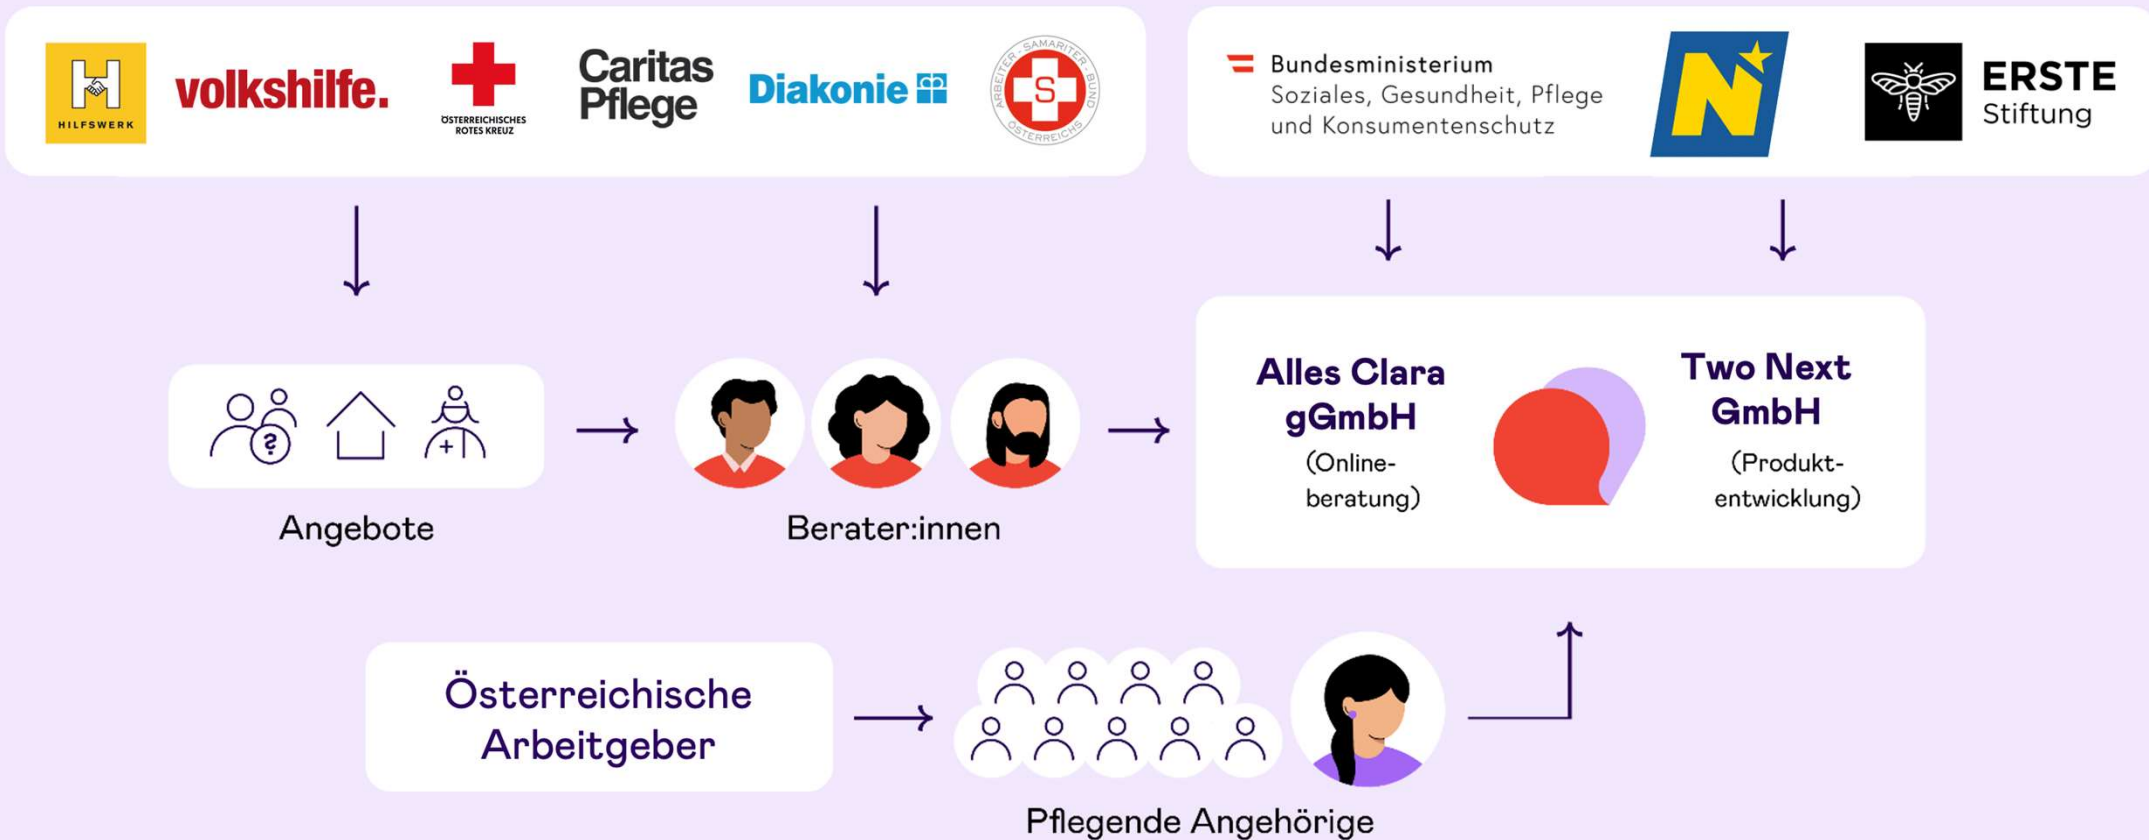 HILFSWERK
volkshilfe.
ÖSTERREICHISCHES
ROTES KREUZ
Caritas
Pflege
Diakonie
ARBEITER-SAMARITER-BUND
ÖSTERREICHS
S
Bundesministerium
Soziales, Gesundheit, Pflege
und Konsumentenschutz
N
ERSTE
Stiftung
?
Angebote
Berater:innen
Alles Clara
gGmbH
(Online-
beratung)
Two Next
GmbH
(Produkt-
entwicklung)
Österreichische
Arbeitgeber
Pflegende Angehörige